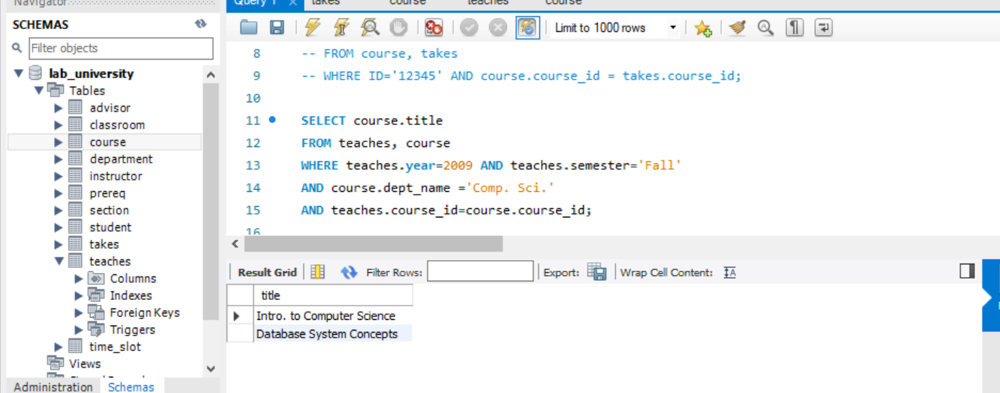 Navigator
SCHEMAS
Filter objects
lab_university
Tables
advisor
classroom
course
department
instructor
prereq
section
student
takes
teaches
Columns
Indexes
Foreign Keys
Triggers
time_slot
Views
Administration Schemas
Query 1 takes course teaches course
Limit to 1000 rows
8 -- FROM course, takes
9 -- WHERE ID='12345' AND course.course_id = takes.course_id;
10
11 SELECT course.title
12 FROM teaches, course
13 WHERE teaches.year=2009 AND teaches.semester='Fall'
14 AND course.dept_name ='Comp. Sci.'
15 AND teaches.course_id=course.course_id;
16
Result Grid Filter Rows: Export: Wrap Cell Content: IA
title
Intro. to Computer Science
Database System Concepts